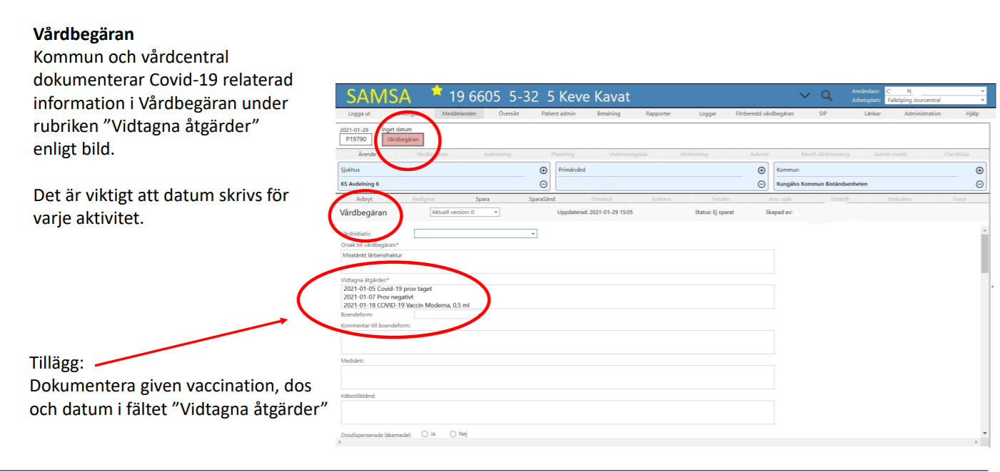 Vårdbegäran
Kommun och vårdcentral
dokumenterar Covid-19 relaterad
information i Vårdbegäran under
rubriken ”Vidtagna åtgärder”
enligt bild.
Det är viktigt att datum skrivs för
varje aktivitet.
Tillägg:
Dokumentera given vaccination, dos
och datum i fältet ”Vidtagna åtgärder”
SAMSA 19 6605 5-32 5 Keve Kavat
Användare: C N
Arbetsplats: Falköping Jourcentral
Logga ut Meddelanden Översikt Patient admin Betalning Rapporter Loggar Förberedd vårdbegäran SIP Länkar Administration Hjälp
2021-01-29 Inget datum
P19790 Vårdbegäran
Ärende Inskrivning Planering Utskrivningsklar Utskrivning Avbrott Medd vård/omsorg Admin medd. Checklista
Sjukhus Primärvård Kommun
KS Avdelning 6 Kungälvs Kommun Biståndsenheten
Avbryt Redigera Spara SparaSänd Omsänd Kvittera Felsänt Anv. spår Utskrift Makulera Svara
Vårdbegäran Aktuell version: 0 Uppdaterad: 2021-01-29 15:05 Status: Ej sparat Skapad av:
Vårdinitiativ:
Orsak till vårdbegäran:*
Misstänkt lårbensfraktur
Vidtagna åtgärder:*
2021-01-05 Covid-19 prov taget
2021-01-07 Prov negativt
2021-01-18 COVID-19 Vaccin Moderna, 0,5 ml
Boendeform:
Kommentar till boendeform:
Medsänt:
Hälsotillstånd:
Dosdispenserade läkemedel: Ja Nej